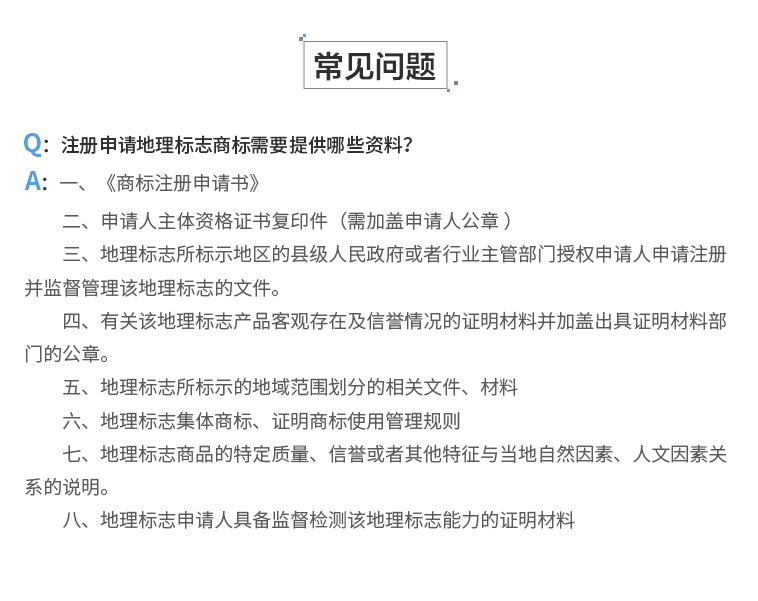 常见问题
Q：注册申请地理标志商标需要提供哪些资料？
A：一、《商标注册申请书》
二、申请人主体资格证书复印件（需加盖申请人公章 ）
三、地理标志所标示地区的县级人民政府或者行业主管部门授权申请人申请注册
并监督管理该地理标志的文件。
四、有关该地理标志产品客观存在及信誉情况的证明材料并加盖出具证明材料部
门的公章。
五、地理标志所标示的地域范围划分的相关文件、材料
六、地理标志集体商标、证明商标使用管理规则
七、地理标志商品的特定质量、信誉或者其他特征与当地自然因素、人文因素关
系的说明。
八、地理标志申请人具备监督检测该地理标志能力的证明材料